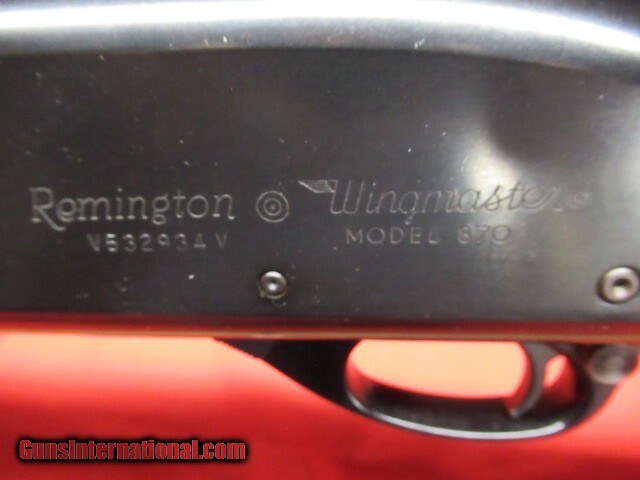 Remington Wingmaster
V532934V MODEL 870
GunsInternational.com